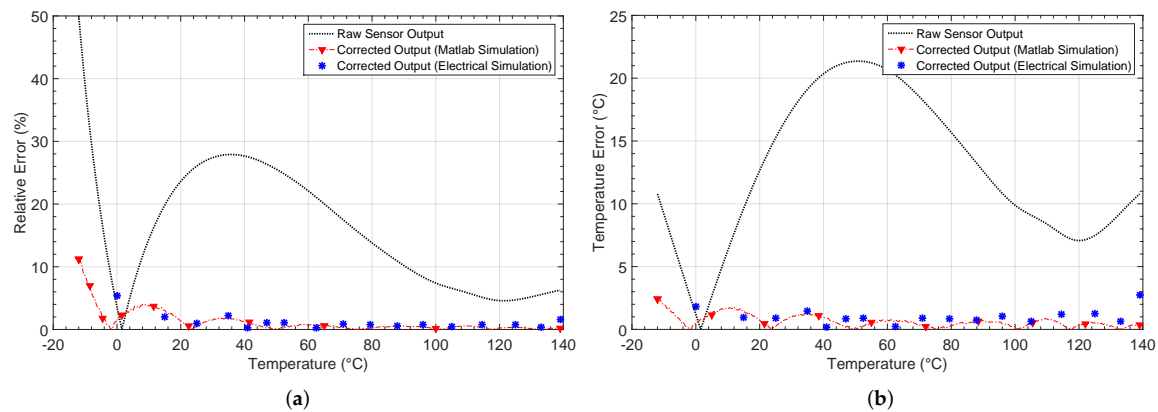 50
40
30
20
10
0
Relative Error (%)
Raw Sensor Output
Corrected Output (Matlab Simulation)
Corrected Output (Electrical Simulation)
-20 0 20 40 60 80 100 120 140
Temperature (°C)
(a)
25
20
15
10
5
0
Temperature Error (°C)
Raw Sensor Output
Corrected Output (Matlab Simulation)
Corrected Output (Electrical Simulation)
-20 0 20 40 60 80 100 120 140
Temperature (°C)
(b)